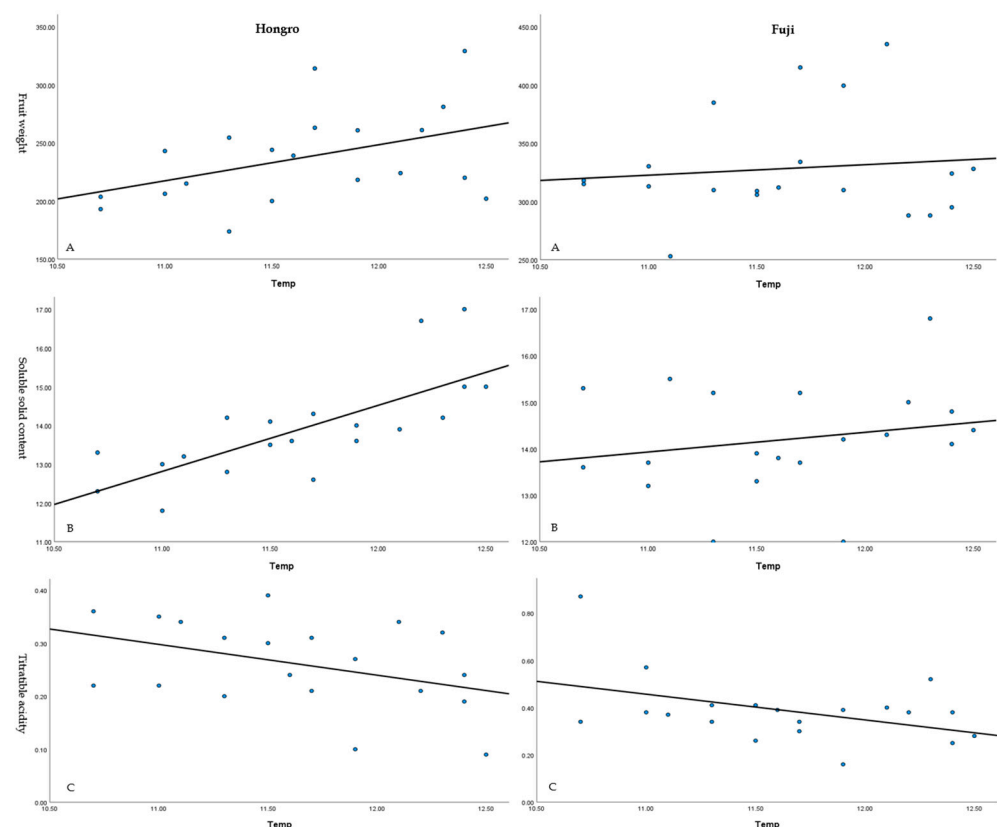 Hongro
Fuji
Fruit weight
350.00
300.00
250.00
200.00
150.00
A
10.50 11.00 11.50 12.00 12.50
Temp
450.00
400.00
350.00
300.00
250.00
A
10.50 11.00 11.50 12.00 12.50
Temp
Soluble solid content
17.00
16.00
15.00
14.00
13.00
12.00
11.00
B
10.50 11.00 11.50 12.00 12.50
Temp
17.00
16.00
15.00
14.00
13.00
12.00
B
10.50 11.00 11.50 12.00 12.50
Temp
Titratible acidity
0.40
0.30
0.20
0.10
0.00
C
10.50 11.00 11.50 12.00 12.50
Temp
0.80
0.60
0.40
0.20
0.00
C
10.50 11.00 11.50 12.00 12.50
Temp